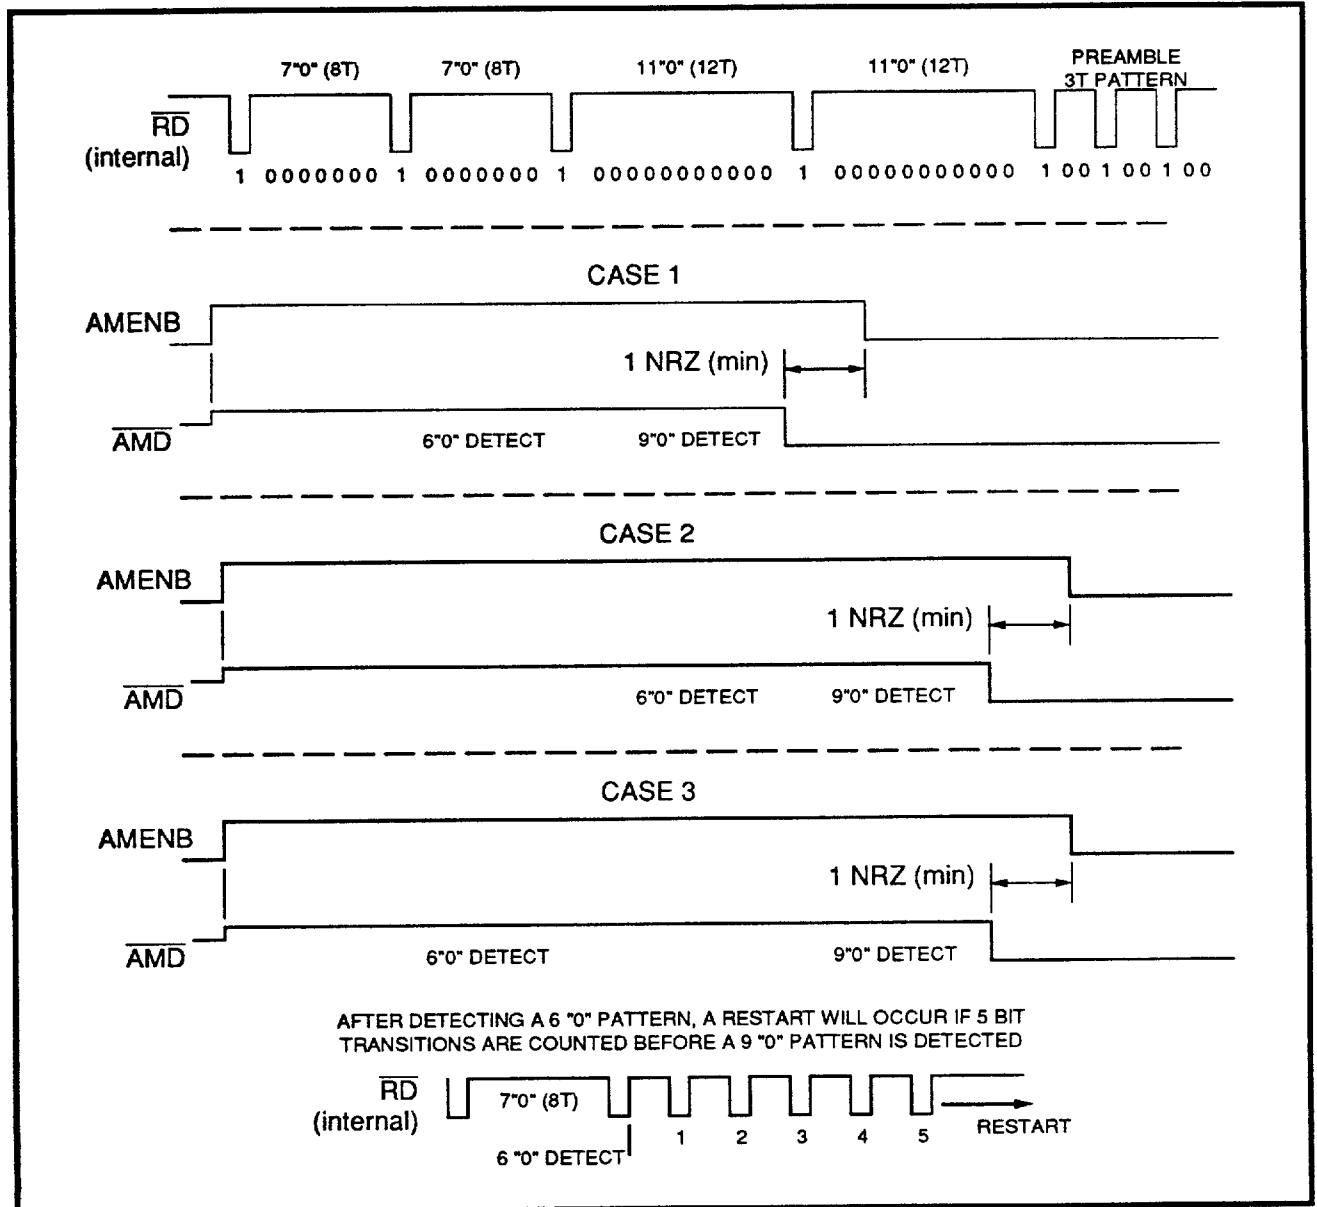 7"0" (8T) 7"0" (8T) 11"0" (12T) 11"0" (12T) PREAMBLE
3T PATTERN
RD
(internal)
1 0000000 1 0000000 1 00000000000 1 00000000000 1 00 1 00 1 00
CASE 1
AMENB
1 NRZ (min)
AMD
6"0" DETECT 9"0" DETECT
CASE 2
AMENB
1 NRZ (min)
AMD
6"0" DETECT 9"0" DETECT
CASE 3
AMENB
1 NRZ (min)
AMD
6"0" DETECT 9"0" DETECT
AFTER DETECTING A 6 "0" PATTERN, A RESTART WILL OCCUR IF 5 BIT
TRANSITIONS ARE COUNTED BEFORE A 9 "0" PATTERN IS DETECTED
RD
(internal)
7"0" (8T)
1 2 3 4 5 RESTART
6 "0" DETECT